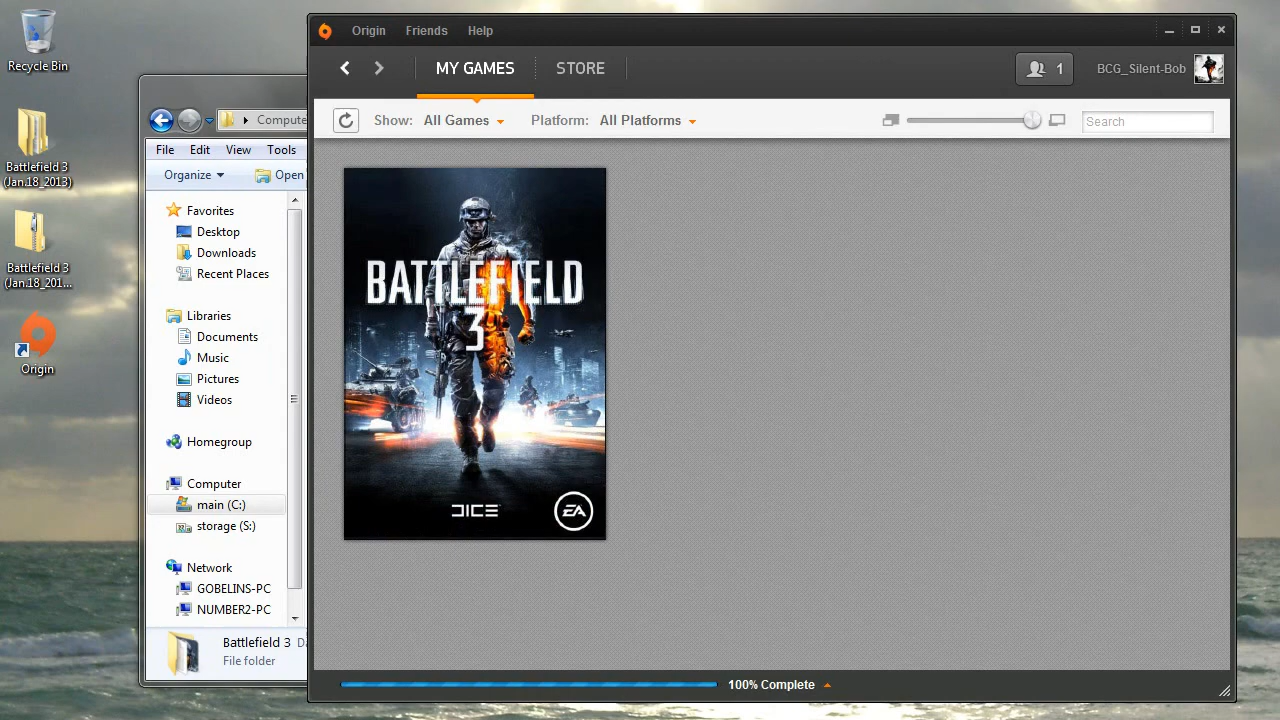 Recycle Bin
Battlefield 3
(Jan.18_2013)
Battlefield 3
(Jan.18_201...
Origin
Compute
File Edit View Tools
Organize Open
Favorites
Desktop
Downloads
Recent Places
Libraries
Documents
Music
Pictures
Videos
Homegroup
Computer
main (C:)
storage (S:)
Network
GOBELINS-PC
NUMBER2-PC
Battlefield 3 Da
File folder
Origin Friends Help
MY GAMES STORE
1 BCG_Silent-Bob
Show: All Games Platform: All Platforms Search
BATTLEFIELD
3
DICE EA
100% Complete